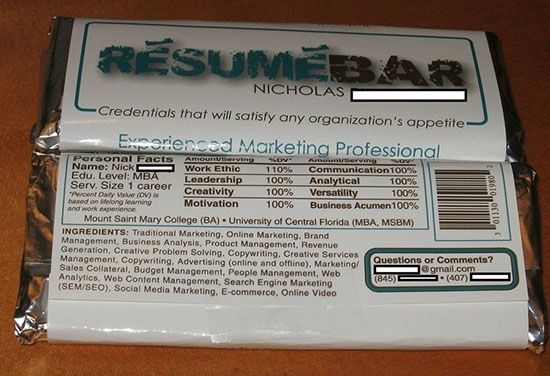 RÉSUMÉBAR
NICHOLAS
Credentials that will satisfy any organization's appetite
Experienced Marketing Professional
Personal Facts
Name: Nick
Edu. Level: MBA
Serv. Size 1 career
*Percent Daily Value (DV) is
based on lifelong learning
and work experience.
Amount/Serving %DV* Amount/Serving %DV*
Work Ethic 110% Communication 100%
Leadership 100% Analytical 100%
Creativity 100% Versatility 100%
Motivation 100% Business Acumen 100%
Mount Saint Mary College (BA) • University of Central Florida (MBA, MSBM)
INGREDIENTS: Traditional Marketing, Online Marketing, Brand
Management, Business Analysis, Product Management, Revenue
Generation, Creative Problem Solving, Copywriting, Creative Services
Management, Copywriting, Advertising (online and offline), Marketing/
Sales Collateral, Budget Management, People Management, Web
Analytics, Web Content Management, Search Engine Marketing
(SEM/SEO), Social Media Marketing, E-commerce, Online Video
3 01130 01980 2
Questions or Comments?
@gmail.com
(845) • (407)